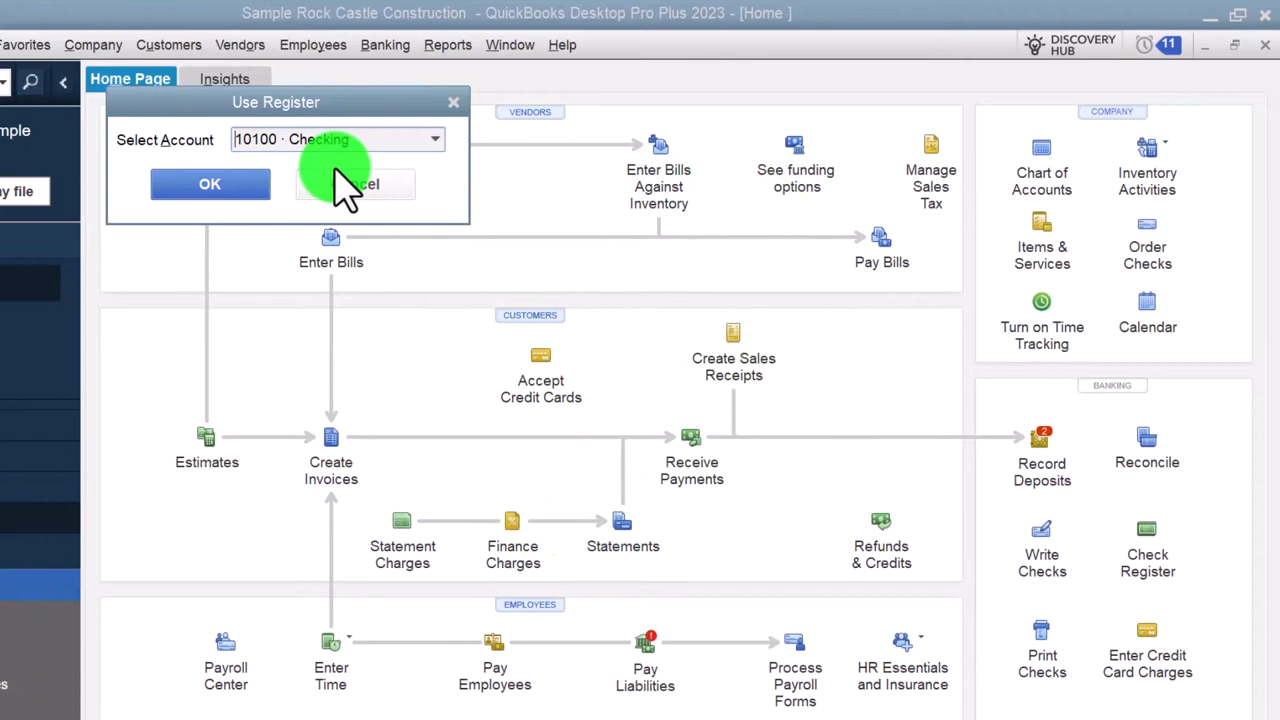 Sample Rock Castle Construction - QuickBooks Desktop Pro Plus 2023 - [Home ]
Favorites Company Customers Vendors Employees Banking Reports Window Help
DISCOVERY
HUB
11
Home Page Insights
Use Register
Select Account 10100 · Checking
OK
VENDORS
Enter Bills
Against
Inventory
See funding
options
Manage
Sales
Tax
Enter Bills
Pay Bills
CUSTOMERS
Accept
Credit Cards
Create Sales
Receipts
Estimates
Create
Invoices
Receive
Payments
Statement
Charges
Finance
Charges
Statements
Refunds
& Credits
EMPLOYEES
Payroll
Center
Enter
Time
Pay
Employees
Pay
Liabilities
Process
Payroll
Forms
HR Essentials
and Insurance
COMPANY
Chart of
Accounts
Inventory
Activities
Items &
Services
Order
Checks
Turn on Time
Tracking
Calendar
BANKING
2
Record
Deposits
Reconcile
Write
Checks
Check
Register
Print
Checks
Enter Credit
Card Charges